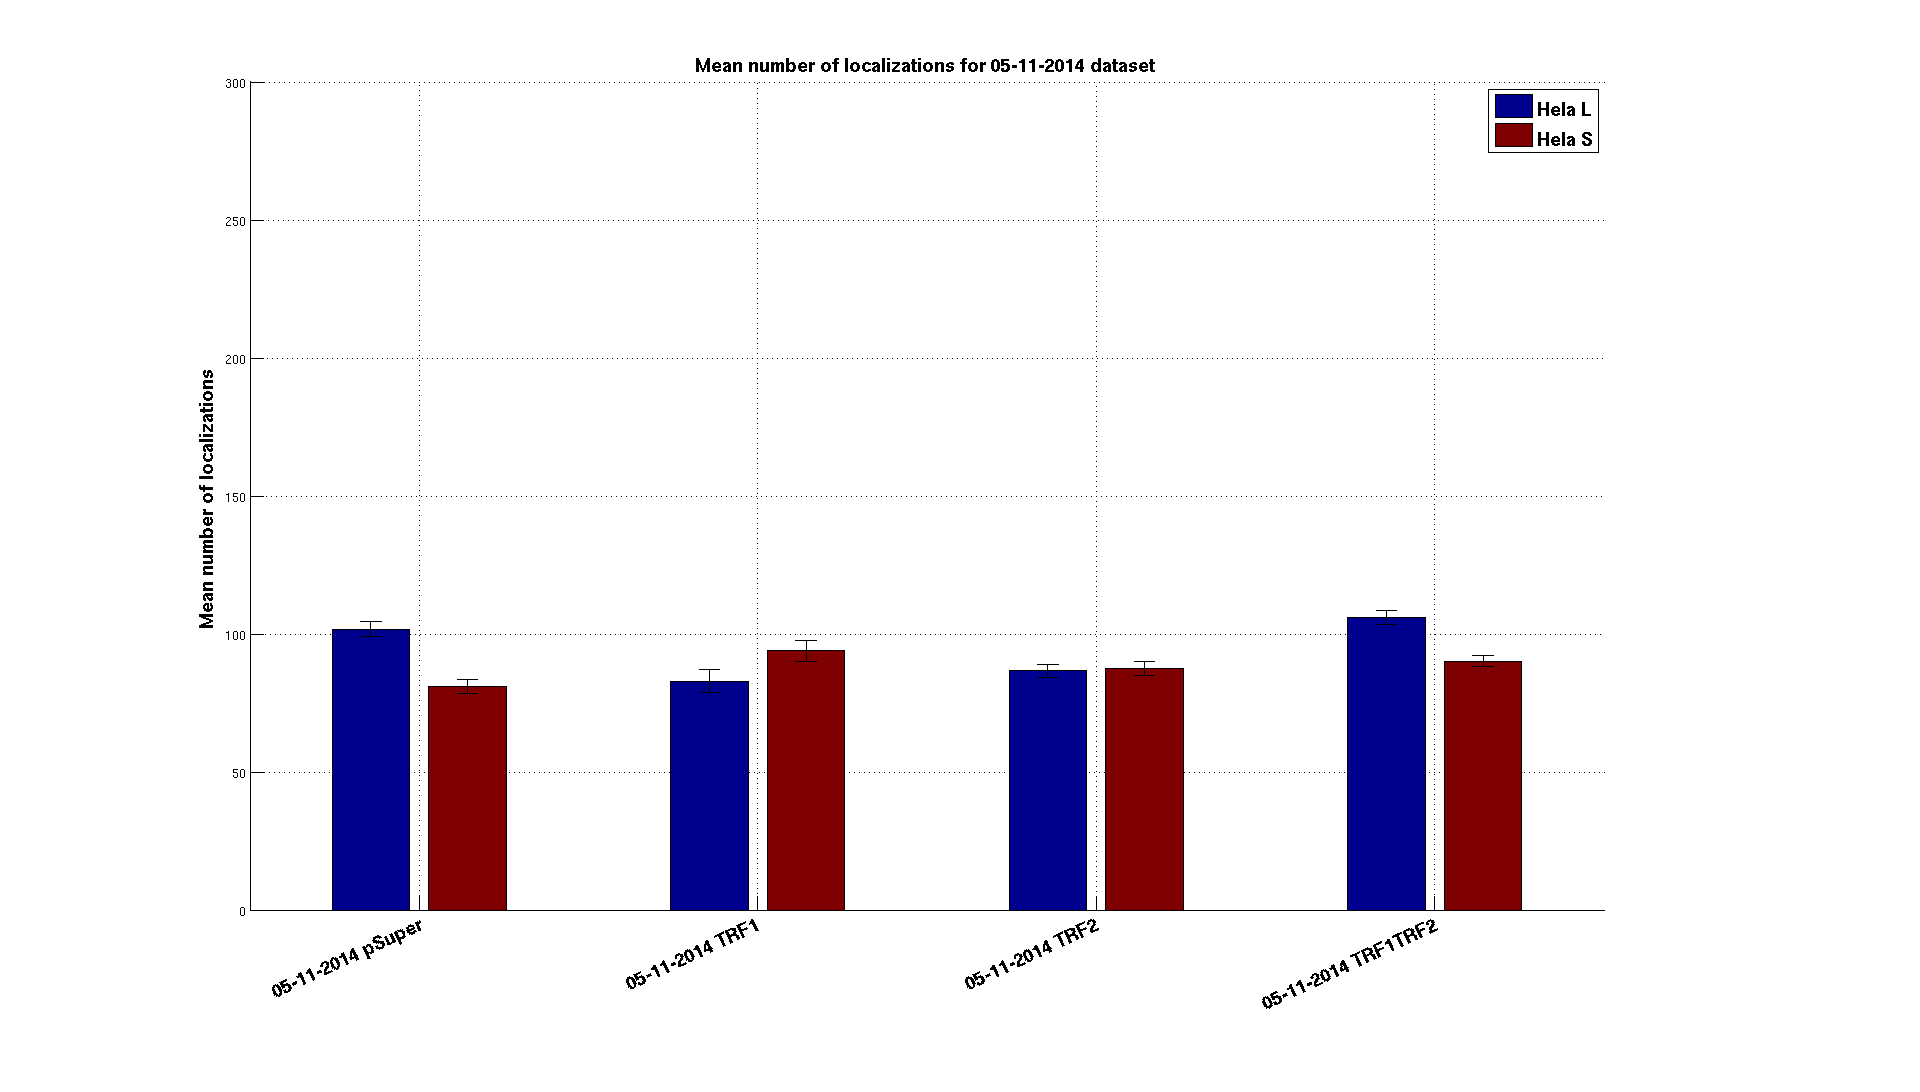 Mean number of localizations for 05-11-2014 dataset
Hela L
Hela S
Mean number of localizations
300
250
200
150
100
50
0
05-11-2014 pSuper
05-11-2014 TRF1
05-11-2014 TRF2
05-11-2014 TRF1TRF2